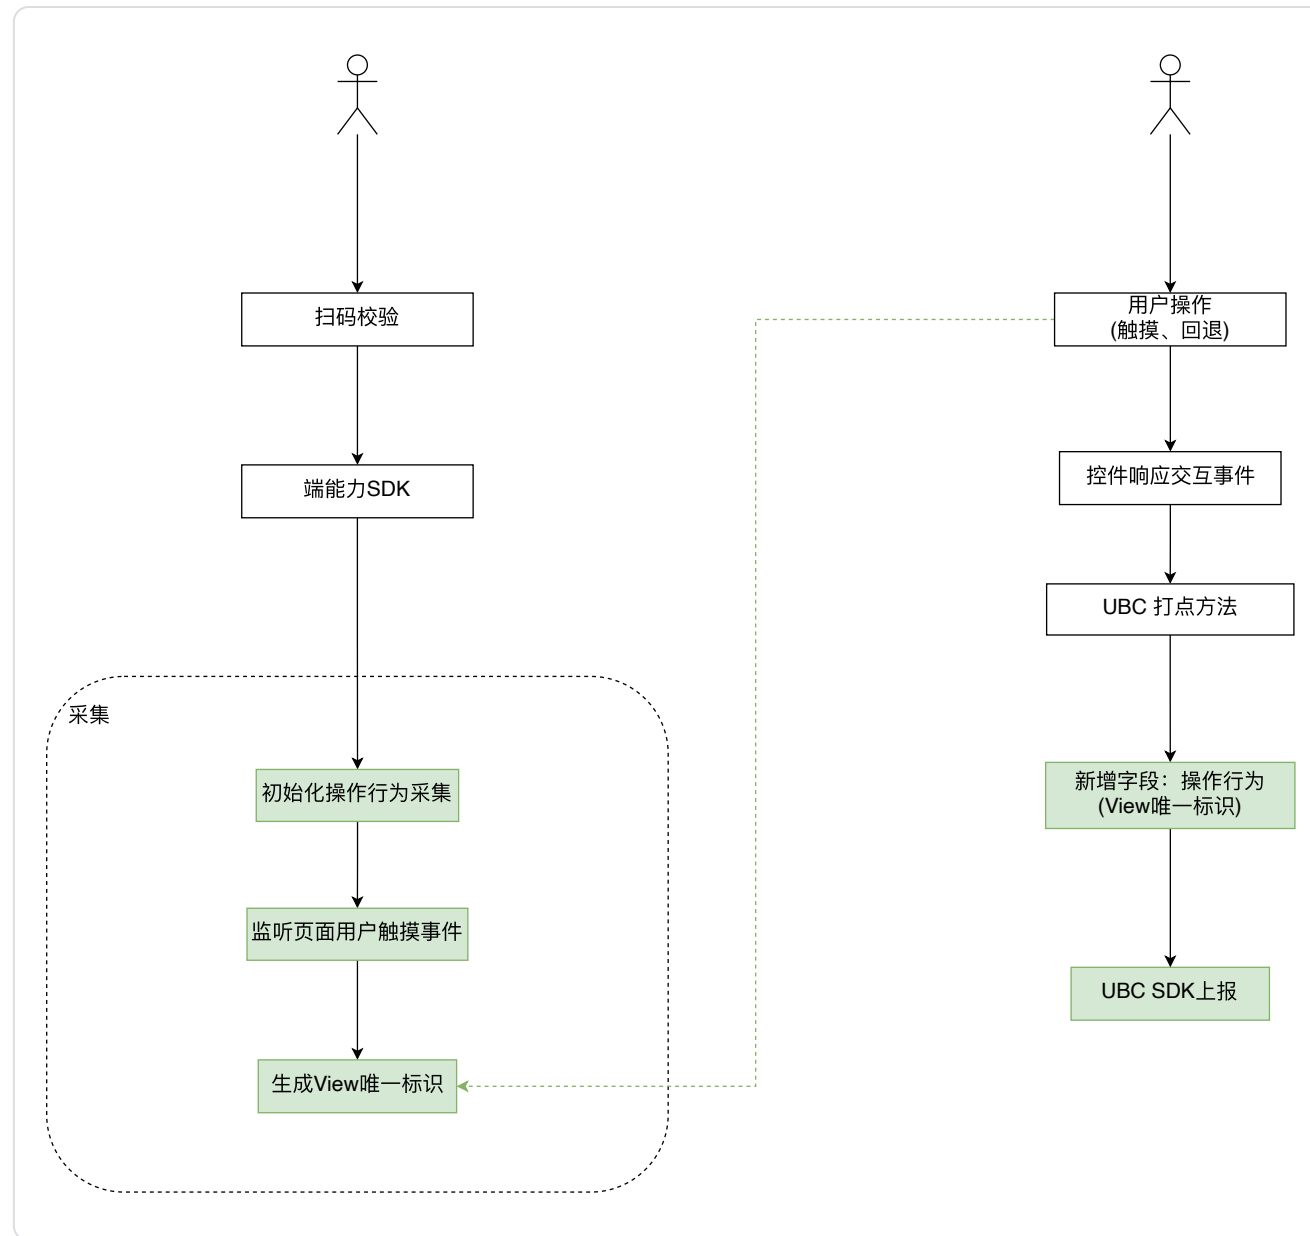 扫码校验
端能力SDK
采集
初始化操作行为采集
监听页面用户触摸事件
生成View唯一标识
用户操作
(触摸、回退)
控件响应交互事件
UBC 打点方法
新增字段：操作行为
(View唯一标识)
UBC SDK上报